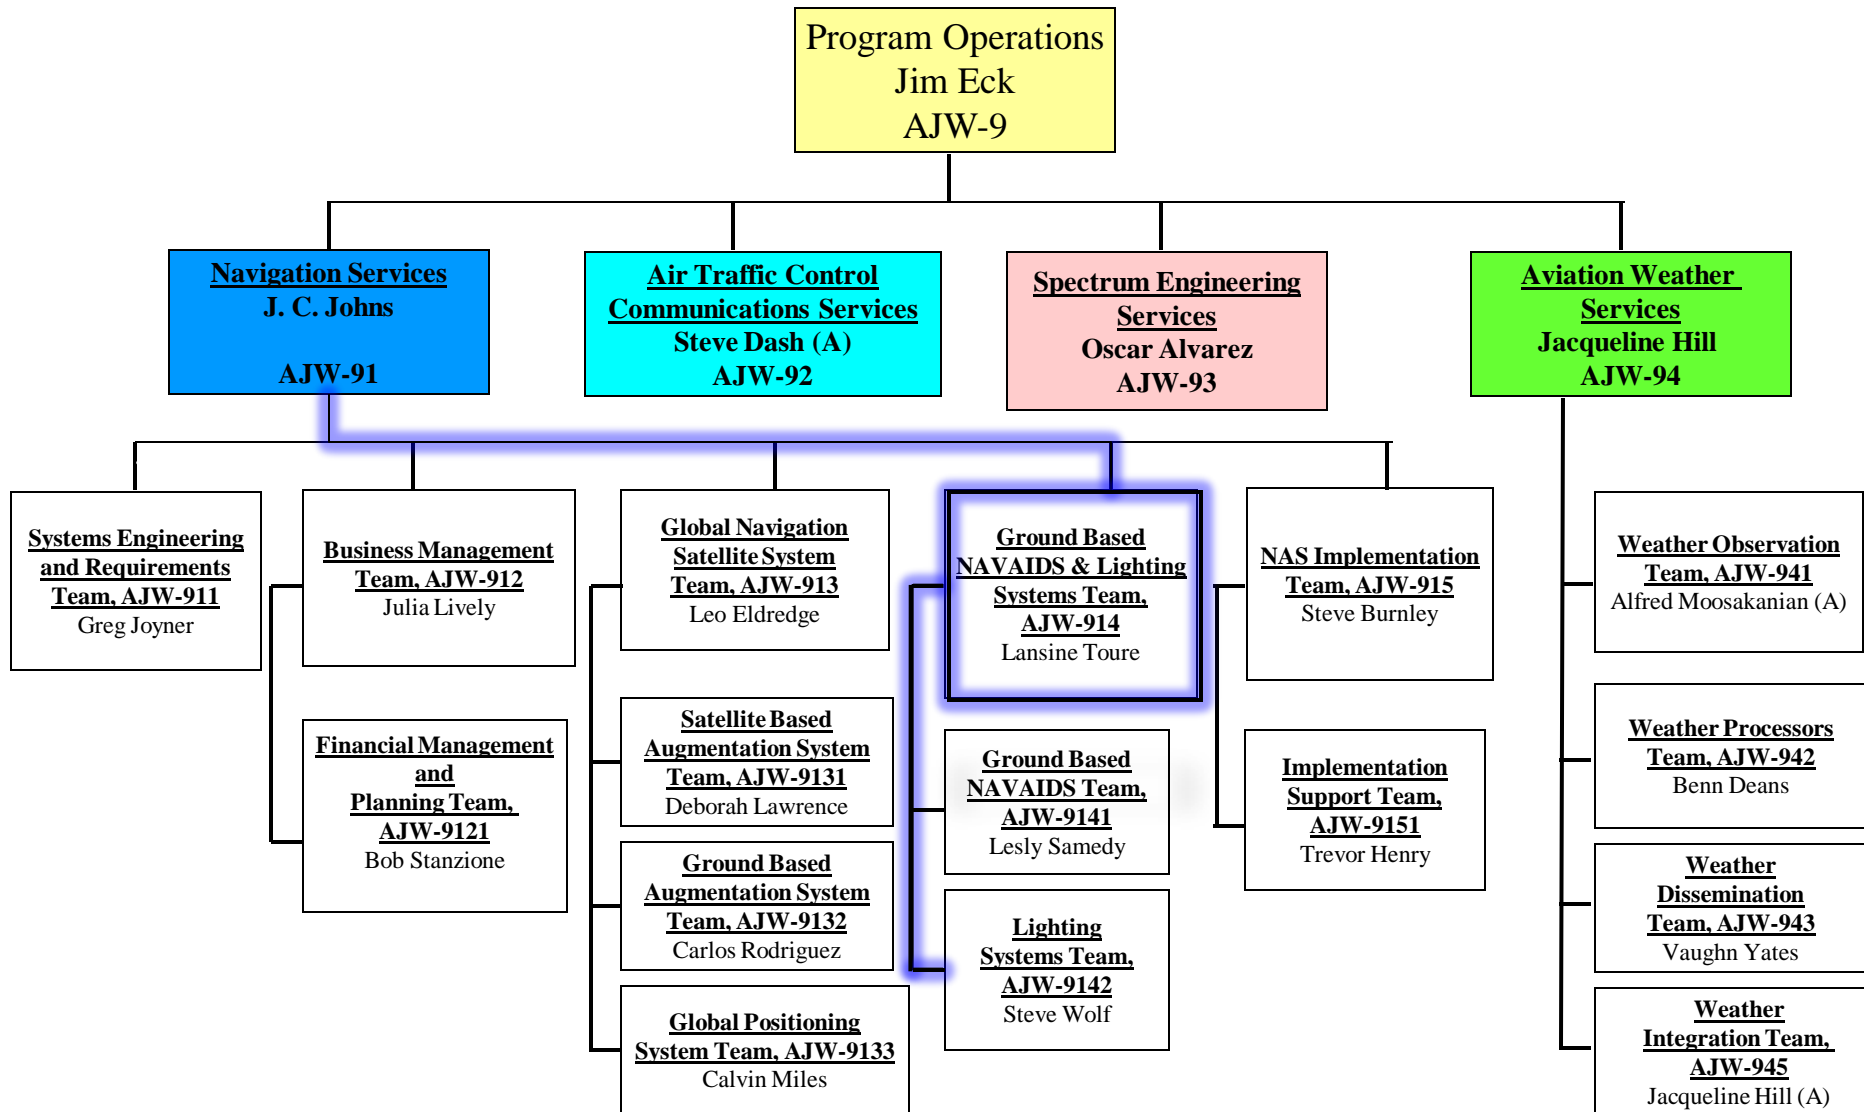 Program Operations
Jim Eck
AJW-9
Navigation Services
J. C. Johns
AJW-91
Air Traffic Control
Communications Services
Steve Dash (A)
AJW-92
Spectrum Engineering
Services
Oscar Alvarez
AJW-93
Aviation Weather
Services
Jacqueline Hill
AJW-94
Systems Engineering
and Requirements
Team, AJW-911
Greg Joyner
Business Management
Team, AJW-912
Julia Lively
Financial Management
and
Planning Team,
AJW-9121
Bob Stanzione
Global Navigation
Satellite System
Team, AJW-913
Leo Eldredge
Satellite Based
Augmentation System
Team, AJW-9131
Deborah Lawrence
Ground Based
Augmentation System
Team, AJW-9132
Carlos Rodriguez
Global Positioning
System Team, AJW-9133
Calvin Miles
Ground Based
NAVAIDS & Lighting
Systems Team,
AJW-914
Lansine Toure
Ground Based
NAVAIDS Team,
AJW-9141
Lesly Samedy
Lighting
Systems Team,
AJW-9142
Steve Wolf
NAS Implementation
Team, AJW-915
Steve Burnley
Implementation
Support Team,
AJW-9151
Trevor Henry
Weather Observation
Team, AJW-941
Alfred Moosakanian (A)
Weather Processors
Team, AJW-942
Benn Deans
Weather
Dissemination
Team, AJW-943
Vaughn Yates
Weather
Integration Team,
AJW-945
Jacqueline Hill (A)